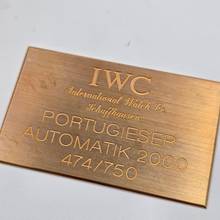 IWC
International Watch Co.
Schaffhausen
PORTUGIESER
AUTOMATIK 2000
474/750